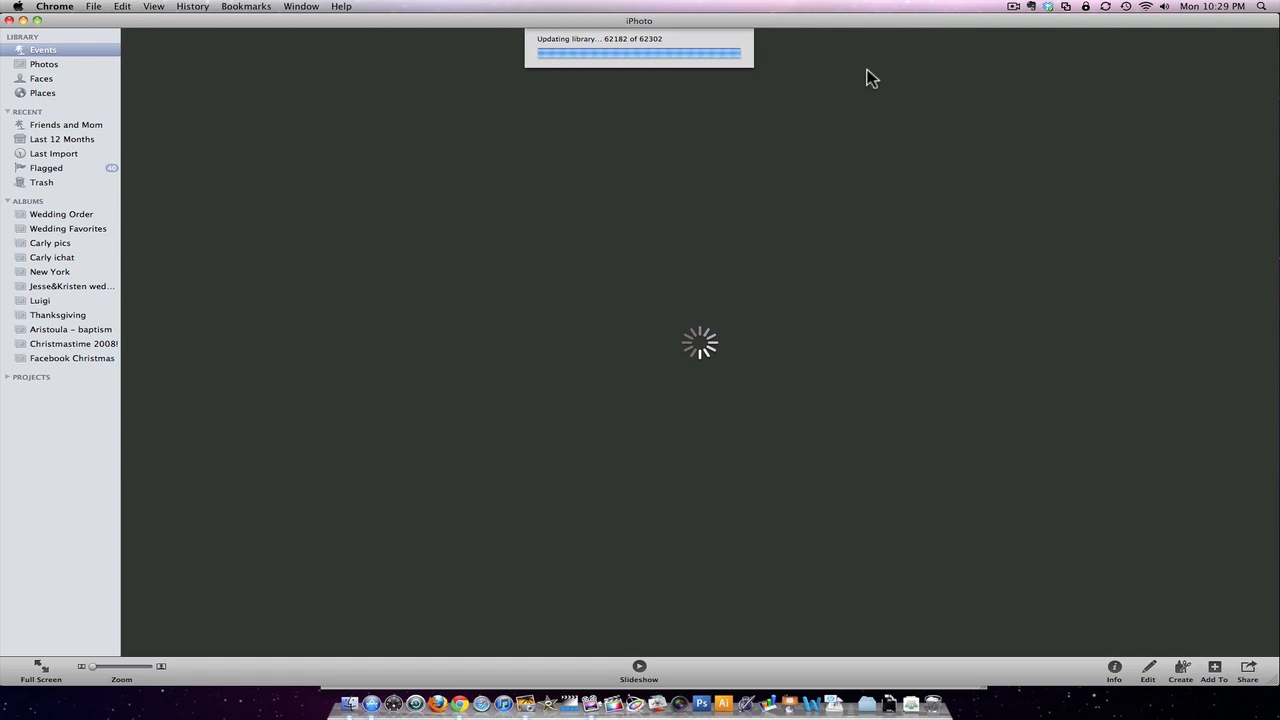 Chrome File Edit View History Bookmarks Window Help Mon 10:29 PM
iPhoto
Updating library... 62182 of 62302
LIBRARY
Events
Photos
Faces
Places
RECENT
Friends and Mom
Last 12 Months
Last Import
Flagged 40
Trash
ALBUMS
Wedding Order
Wedding Favorites
Carly pics
Carly ichat
New York
Jesse&Kristen wed...
Luigi
Thanksgiving
Aristoula – baptism
Christmastime 2008!
Facebook Christmas
PROJECTS
Full Screen Zoom Slideshow Info Edit Create Add To Share
Ps Ai W